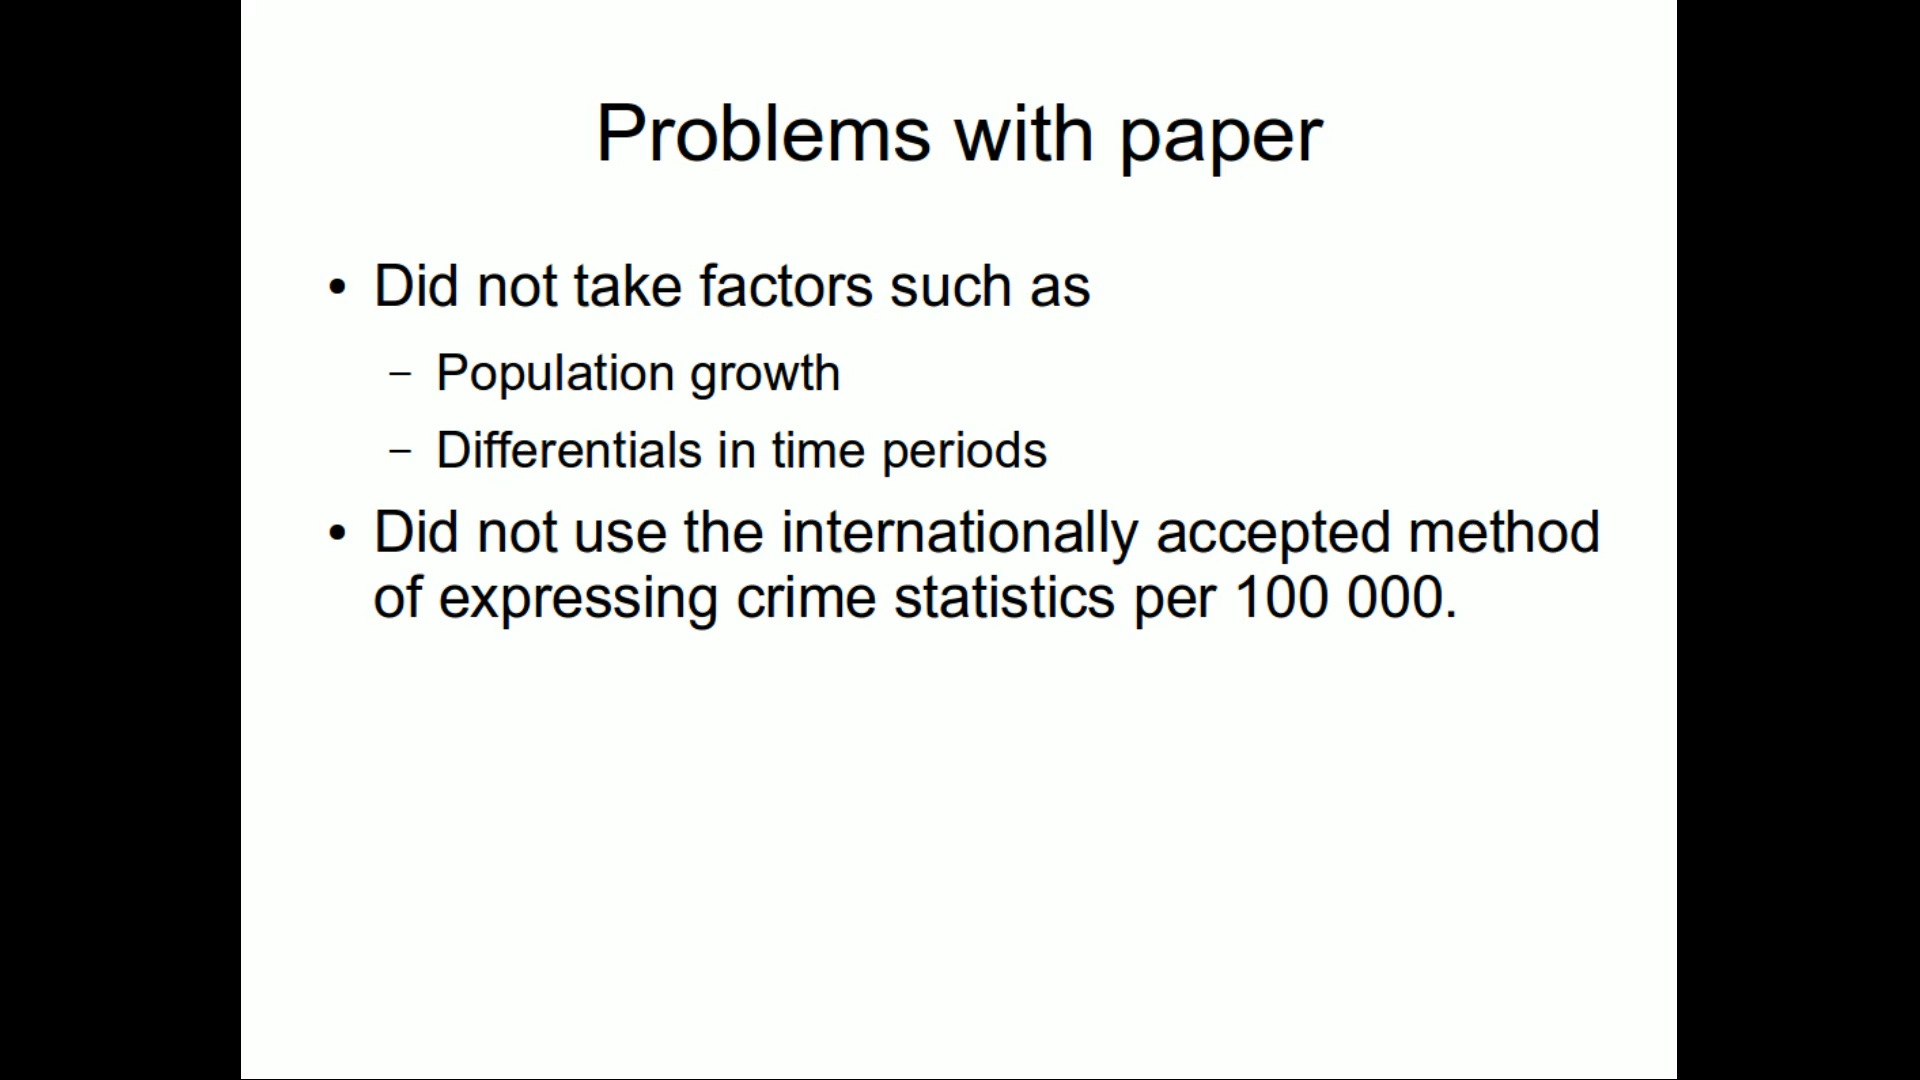 Problems with paper
• Did not take factors such as
– Population growth
– Differentials in time periods
• Did not use the internationally accepted method
of expressing crime statistics per 100 000.